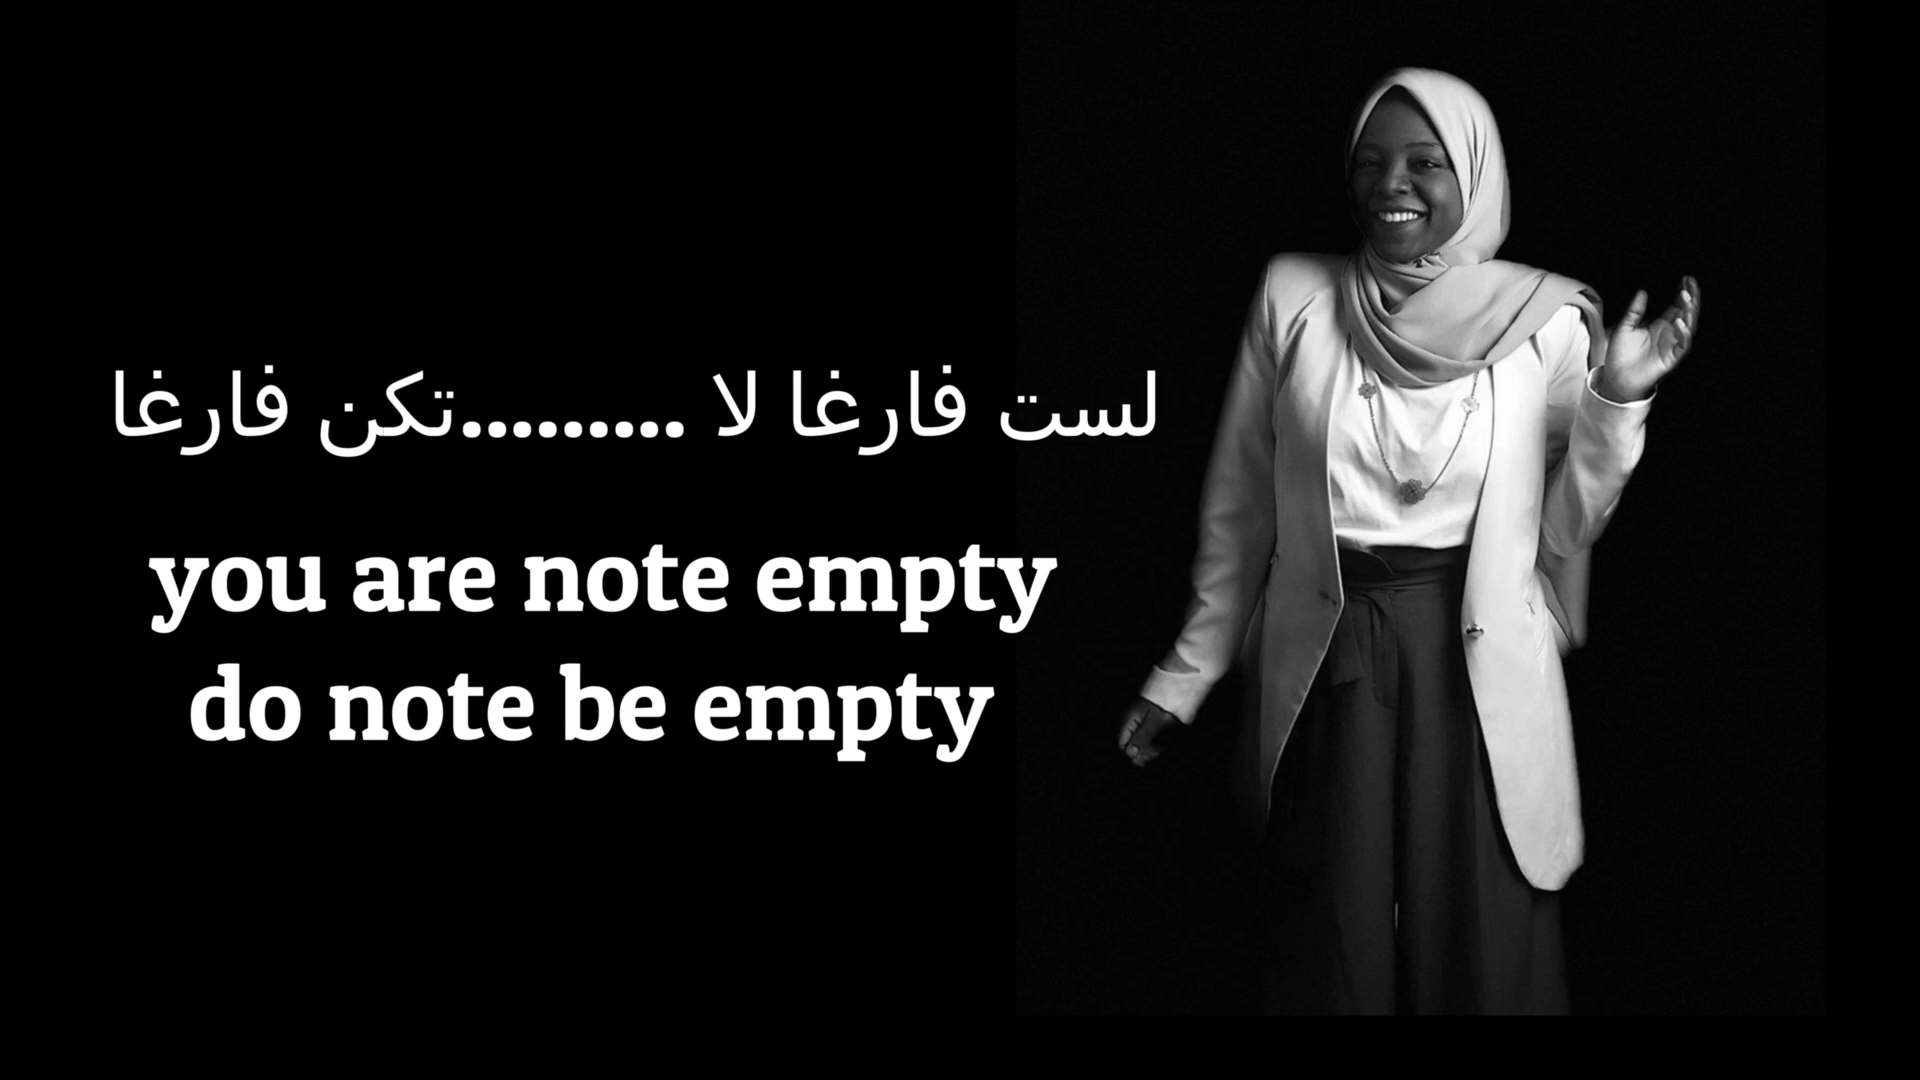 لست فارغا لا .........تكن فارغا
you are note empty
do note be empty